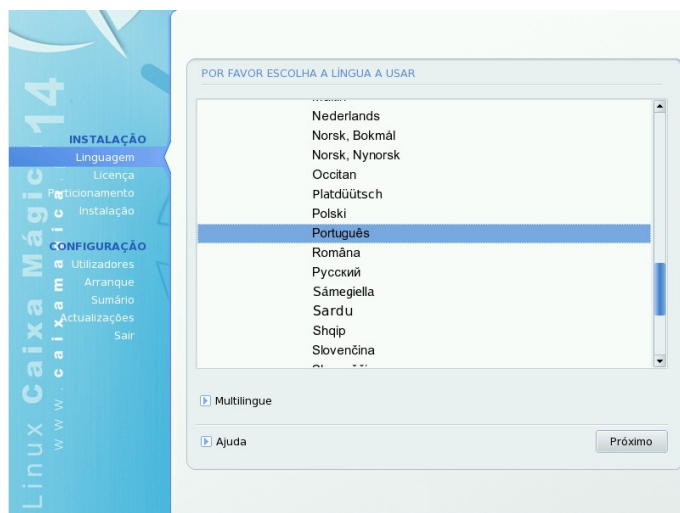 Linux Caixa Mágica 14
www.caixamagica.
INSTALAÇÃO
Linguagem
Licença
Particionamento
Instalação
CONFIGURAÇÃO
Utilizadores
Arranque
Sumário
Actualizações
Sair
POR FAVOR ESCOLHA A LÍNGUA A USAR
Nederlands
Norsk, Bokmål
Norsk, Nynorsk
Occitan
Platdüütsch
Polski
Português
Româna
Русский
Sámegiella
Sardu
Shqip
Slovenčina
Multilingue
Ajuda
Próximo